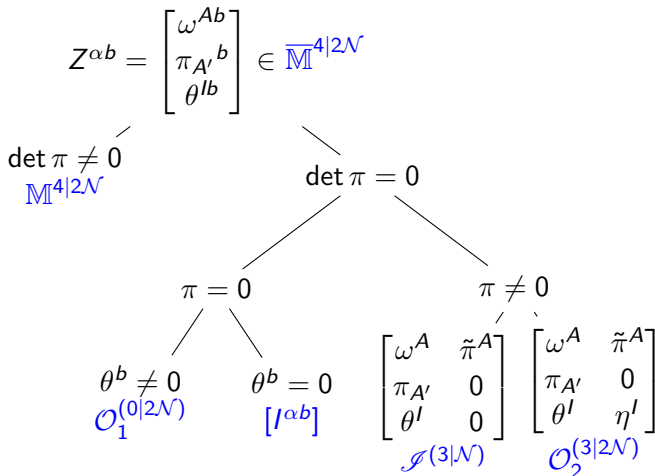 Z^{αb} = [ω^{Ab} π_{A'}^b θ^{Ib}] ∈ \overline{𝕄}^{4|2𝒩}
det π ≠ 0
𝕄^{4|2𝒩}
det π = 0
π = 0
π ≠ 0
θ^b ≠ 0
𝒪_1^{(0|2𝒩)}
θ^b = 0
[I^{αb}]
[ω^A π̃^A
π_{A'} 0
θ^I 0]
ℐ^{(3|𝒩)}
[ω^A π̃^A
π_{A'} 0
θ^I η^I]
𝒪_2^{(3|2𝒩)}